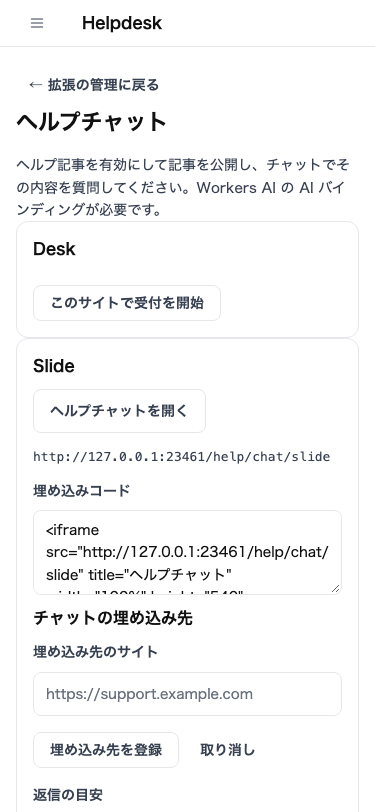 Helpdesk
← 拡張の管理に戻る
ヘルプチャット
ヘルプ記事を有効にして記事を公開し、チャットでそ
の内容を質問してください。Workers AI の AI バイ
ンディングが必要です。
Desk
このサイトで受付を開始
Slide
ヘルプチャットを開く
http://127.0.0.1:23461/help/chat/slide
埋め込みコード
<iframe
src="http://127.0.0.1:23461/help/chat/
slide" title="ヘルプチャット"
チャットの埋め込み先
埋め込み先のサイト
https://support.example.com
埋め込み先を登録
取り消し
返信の目安